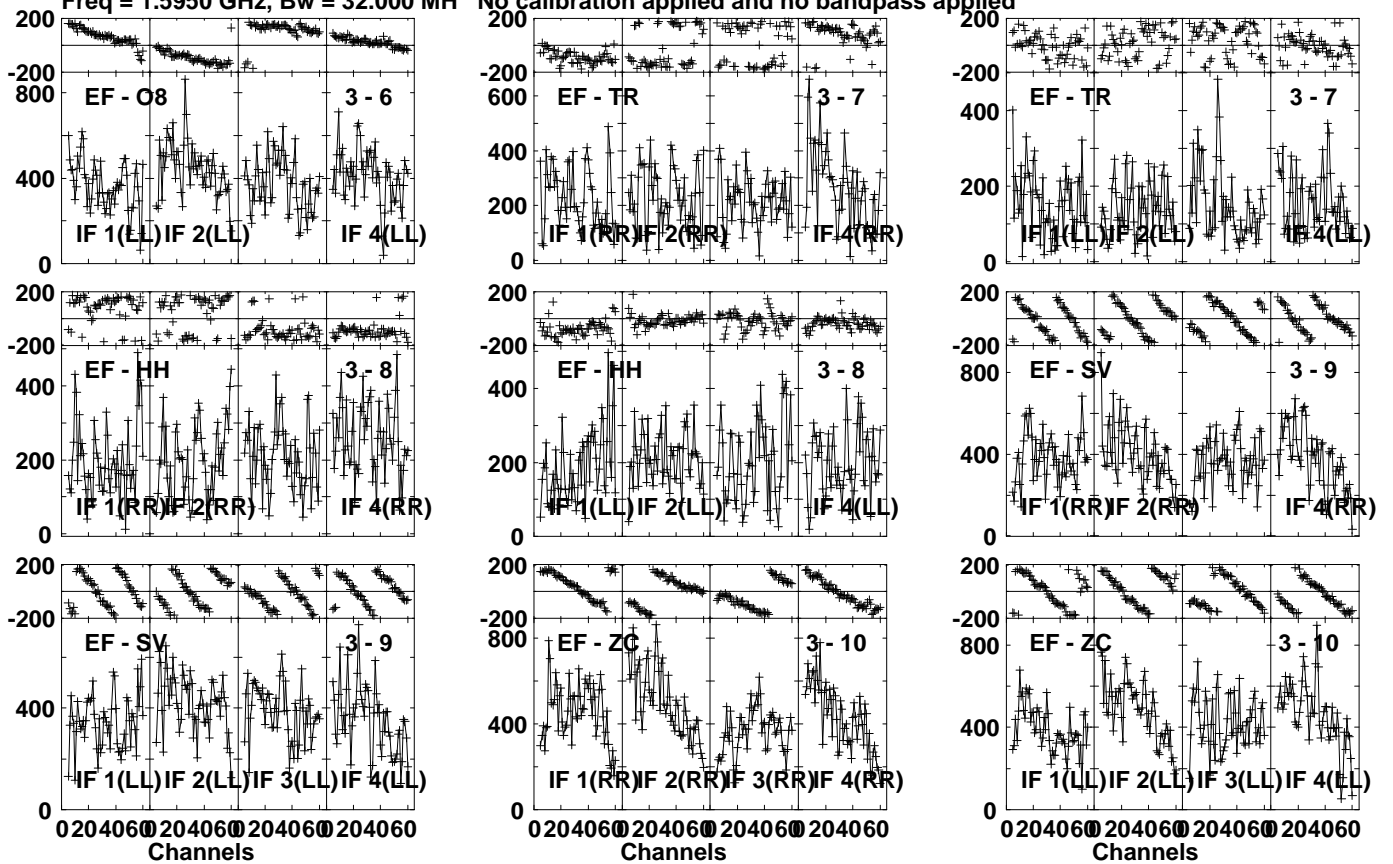 Freq = 1.5950 GHz, Bw = 32.000 MH No calibration applied and no bandpass applied
200
-200
EF - O8
3 - 6
800
400
0
IF 1(LL)
IF 2(LL)
IF 4(LL)
200
-200
EF - TR
3 - 7
600
400
200
0
IF 1(RR)
IF 2(RR)
IF 4(RR)
200
-200
EF - TR
3 - 7
400
200
0
IF 1(LL)
IF 2(LL)
IF 4(LL)
200
-200
EF - HH
3 - 8
400
200
0
IF 1(RR)
IF 2(RR)
IF 4(RR)
200
-200
EF - HH
3 - 8
400
200
0
IF 1(LL)
IF 2(LL)
IF 4(LL)
200
-200
EF - SV
3 - 9
800
400
0
IF 1(RR)
IF 2(RR)
IF 4(RR)
200
-200
EF - SV
3 - 9
400
0
IF 1(LL)
IF 2(LL)
IF 3(LL)
IF 4(LL)
0 20 40 60 0 20 40 60 0 20 40 60 0 20 40 60
Channels
200
-200
EF - ZC
3 - 10
800
400
0
IF 1(RR)
IF 2(RR)
IF 3(RR)
IF 4(RR)
0 20 40 60 0 20 40 60 0 20 40 60 0 20 40 60
Channels
200
-200
EF - ZC
3 - 10
800
400
0
IF 1(LL)
IF 2(LL)
IF 3(LL)
IF 4(LL)
0 20 40 60 0 20 40 60 0 20 40 60 0 20 40 60
Channels